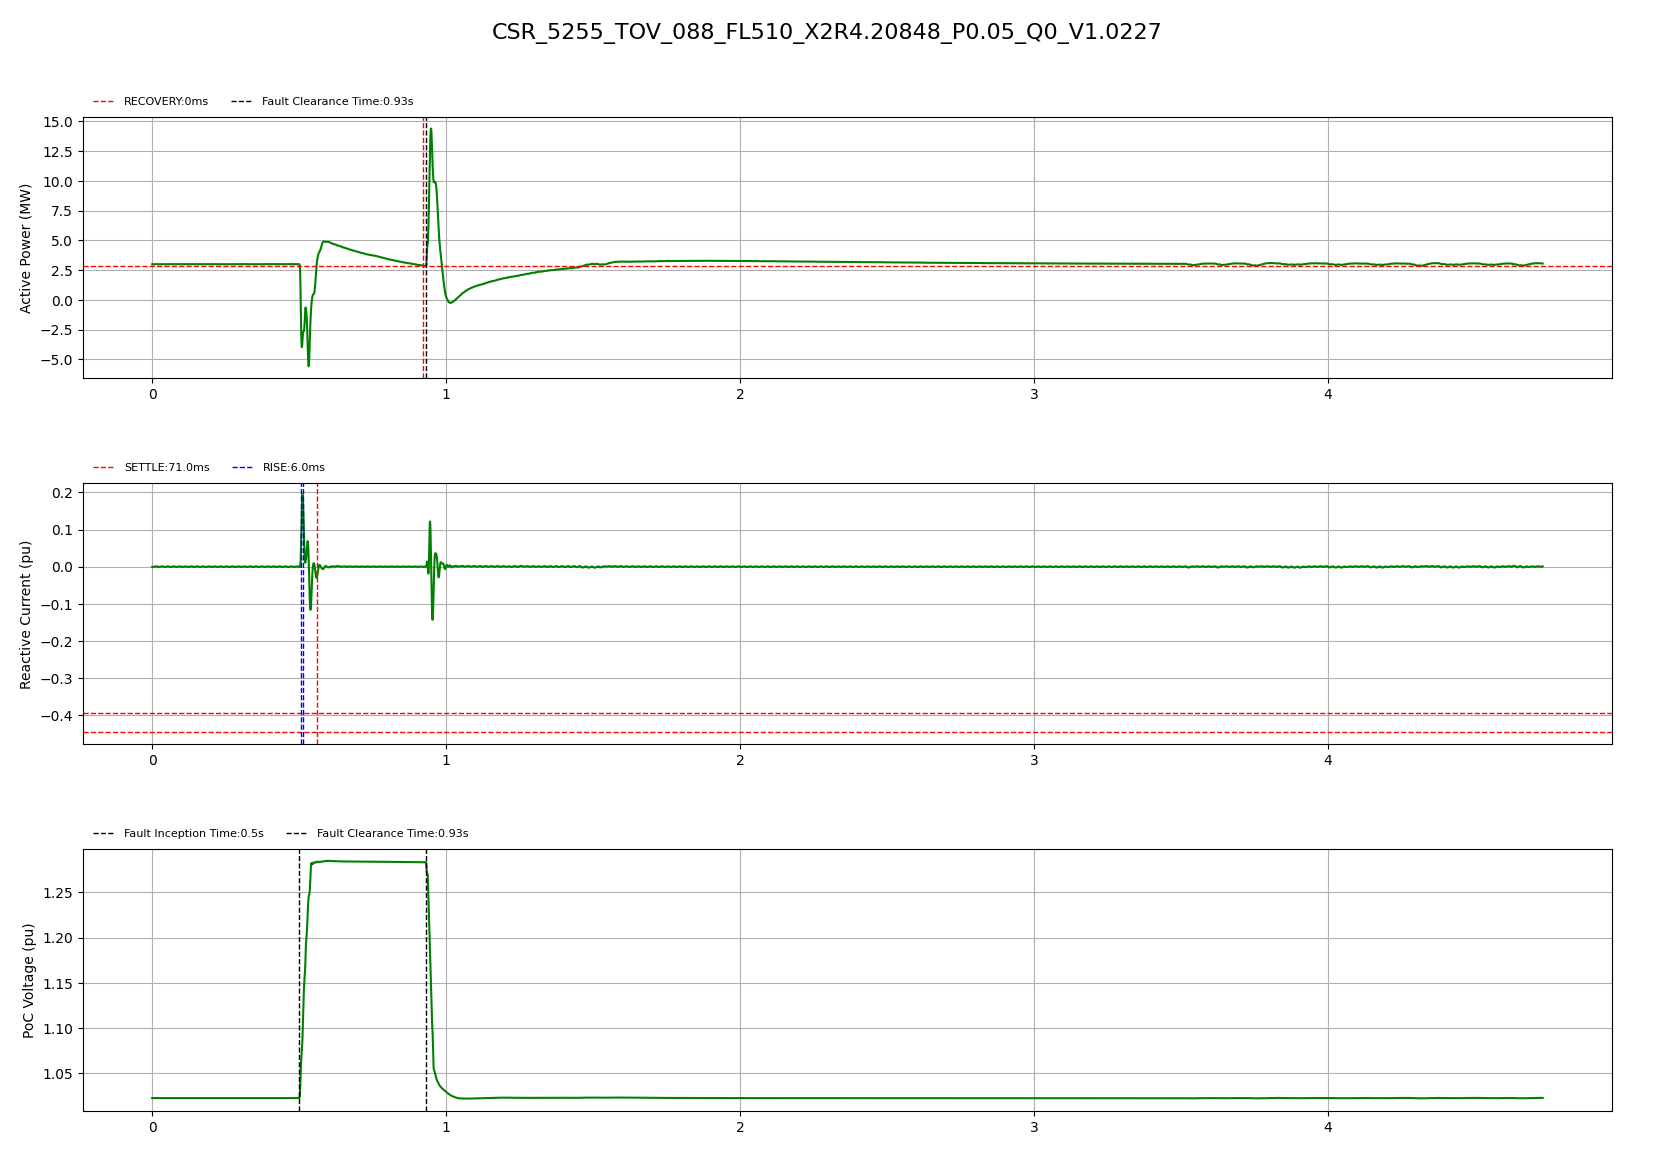 CSR_5255_TOV_088_FL510_X2R4.20848_P0.05_Q0_V1.0227
RECOVERY:0ms Fault Clearance Time:0.93s
15.0
12.5
10.0
7.5
5.0
2.5
0.0
−2.5
−5.0
Active Power (MW)
0 1 2 3 4
SETTLE:71.0ms RISE:6.0ms
0.2
0.1
0.0
−0.1
−0.2
−0.3
−0.4
Reactive Current (pu)
0 1 2 3 4
Fault Inception Time:0.5s Fault Clearance Time:0.93s
1.25
1.20
1.15
1.10
1.05
PoC Voltage (pu)
0 1 2 3 4